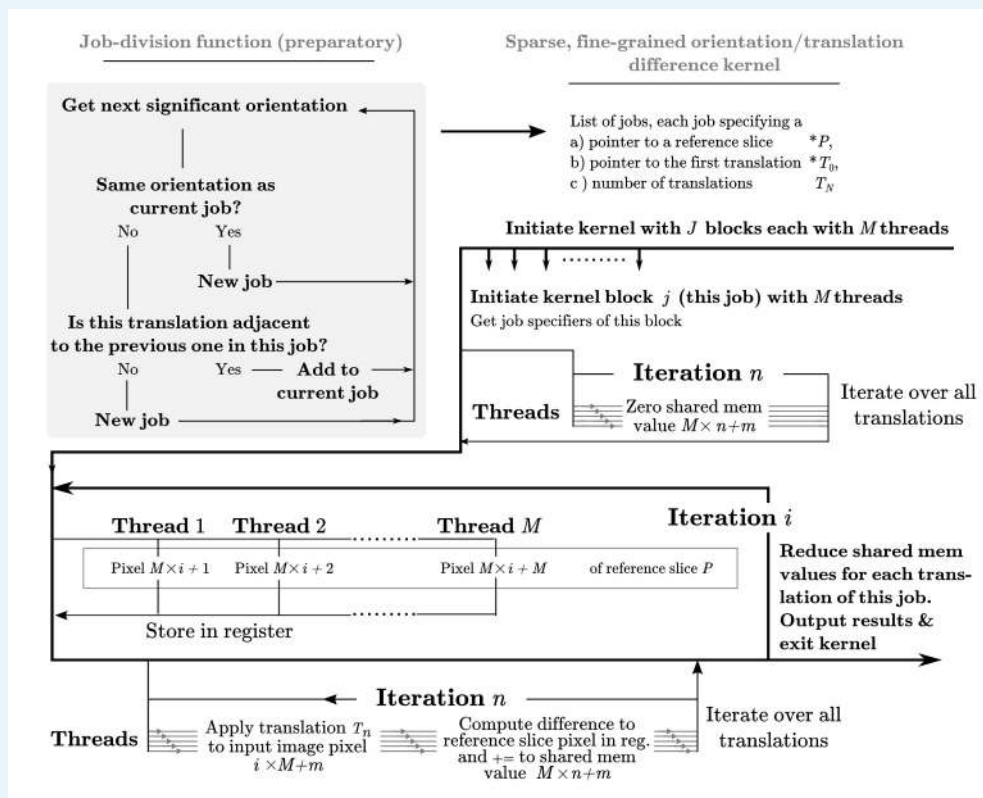 Job-division function (preparatory)
Get next significant orientation
Same orientation as
current job?
No Yes
New job
Is this translation adjacent
to the previous one in this job?
No Yes Add to
current job
New job
Sparse, fine-grained orientation/translation
difference kernel
List of jobs, each job specifying a
a) pointer to a reference slice *P,
b) pointer to the first translation *T₀,
c ) number of translations T_N
Initiate kernel with J blocks each with M threads
Initiate kernel block j (this job) with M threads
Get job specifiers of this block
Iteration n
Threads
Zero shared mem
value M× n+m
Iterate over all
translations
Iteration i
Thread 1 Thread 2 Thread M
Pixel M×i + 1 Pixel M×i + 2 Pixel M×i + M of reference slice P
Store in register
Reduce shared mem
values for each trans-
lation of this job.
Output results &
exit kernel
Iteration n
Threads
Apply translation T_n
to input image pixel
i ×M+m
Compute difference to
reference slice pixel in reg.
and += to shared mem
value M×n+m
Iterate over all
translations